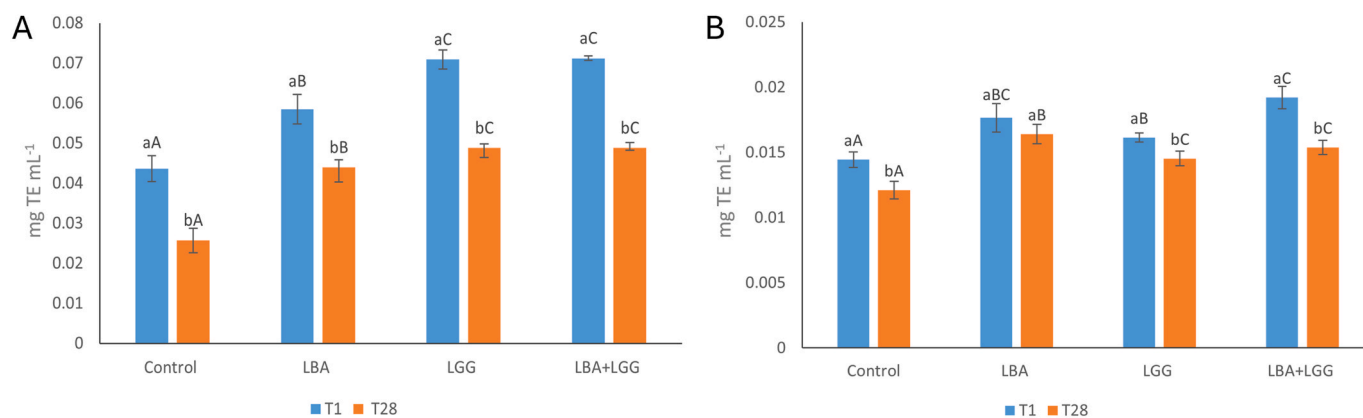 A
0.08
0.07
0.06
0.05
0.04
0.03
0.02
0.01
0
mg TE mL⁻¹
aA
bA
aB
bB
aC
bC
aC
bC
Control
LBA
LGG
LBA+LGG
T1
T28
B
0.025
0.02
0.015
0.01
0.005
0
mg TE mL⁻¹
aA
bA
aBC
aB
aB
bC
aC
bC
Control
LBA
LGG
LBA+LGG
T1
T28